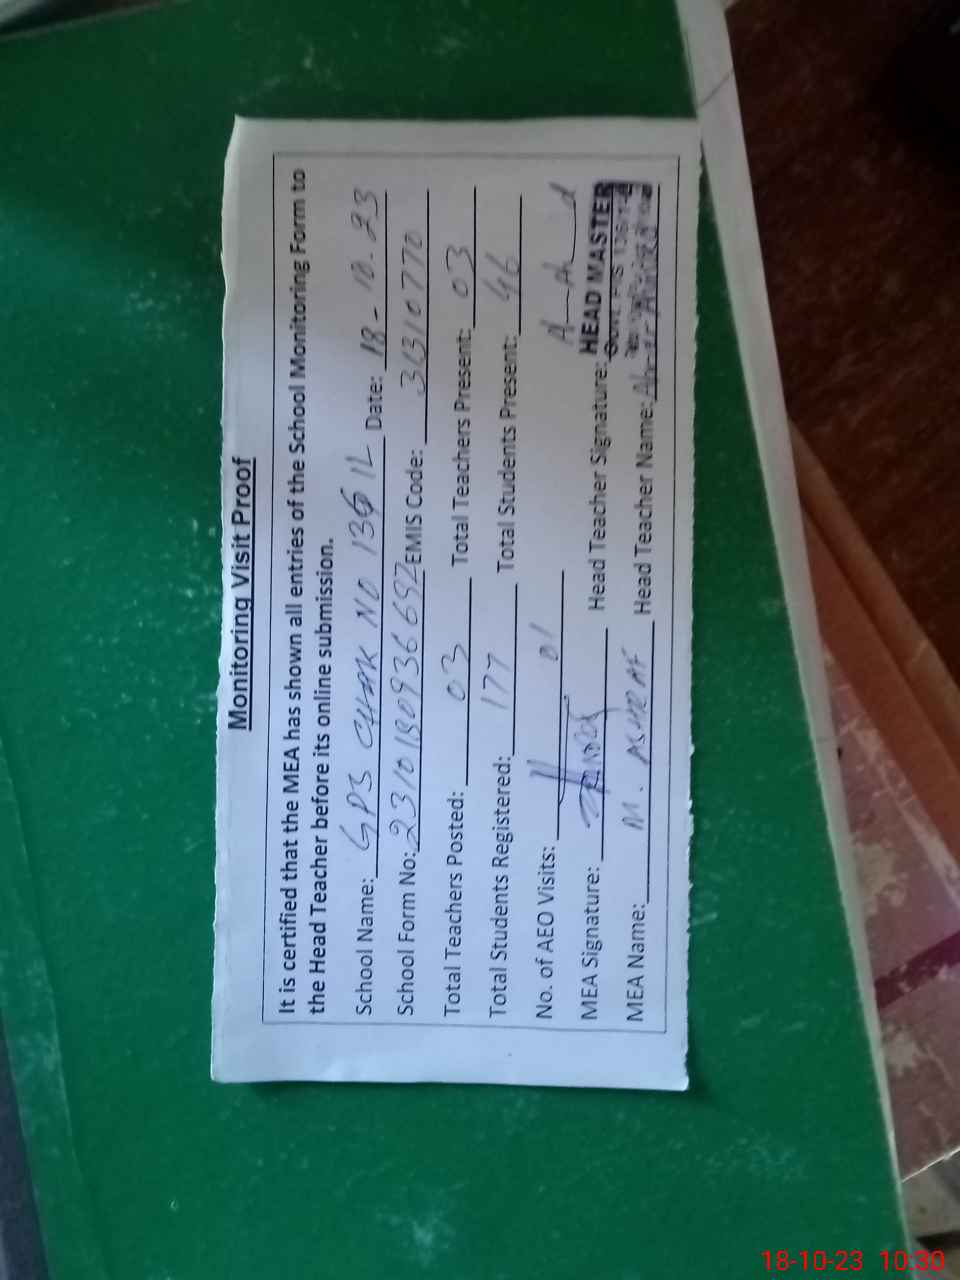 Monitoring Visit Proof
It is certified that the MEA has shown all entries of the School Monitoring Form to
the Head Teacher before its online submission.
School Name: GPS CHAK NO 136 1L Date: 18-10.23
School Form No: EMIS Code: 31310770
Total Teachers Posted: 03 Total Teachers Present: 03
Total Students Registered: 177 Total Students Present: 46
No. of AEO Visits: 01
MEA Signature: Head Teacher Signature: HEAD MASTER
MEA Name: M. ASHRAF Head Teacher Name:
18-10-23 10:30